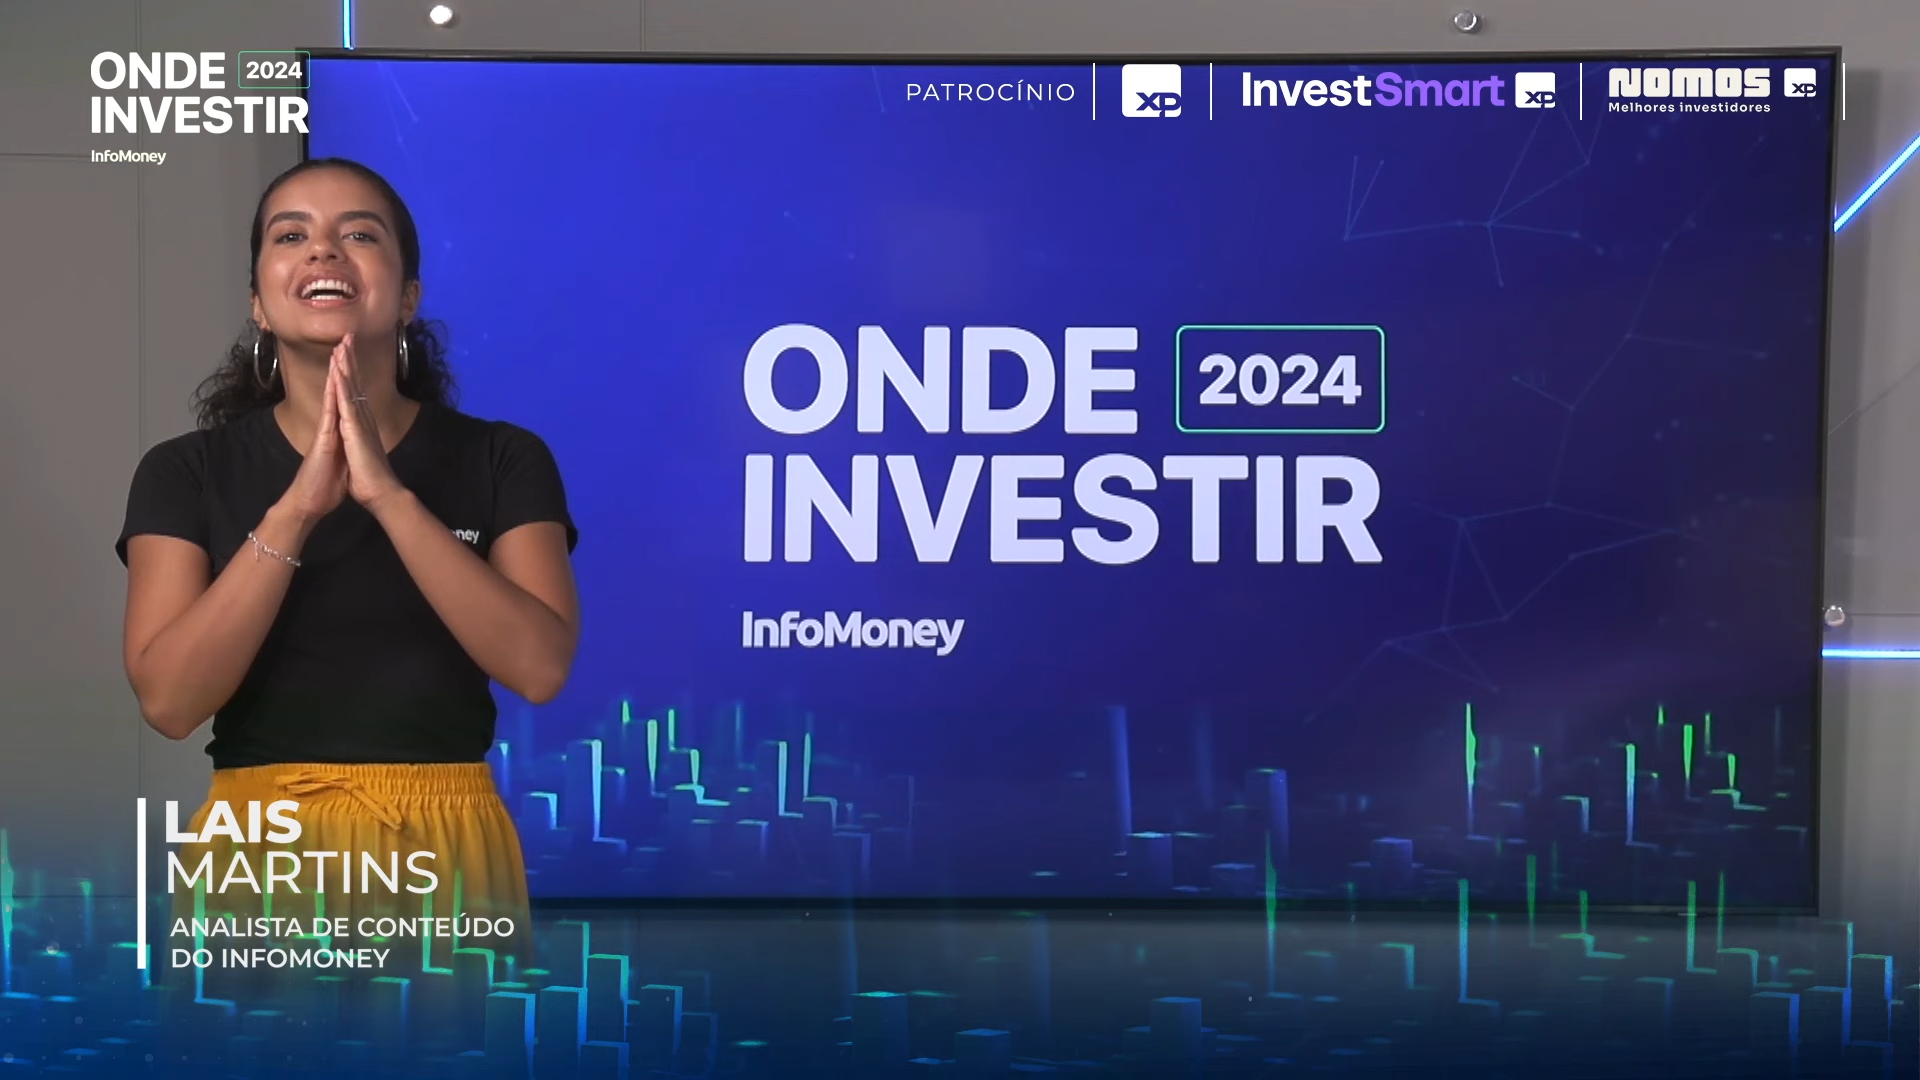 ONDE 2024
INVESTIR
InfoMoney
PATROCÍNIO
XP
InvestSmart XP
NOMOS XP
Melhores investidores
ONDE 2024
INVESTIR
InfoMoney
ney
LAIS
MARTINS
ANALISTA DE CONTEÚDO
DO INFOMONEY